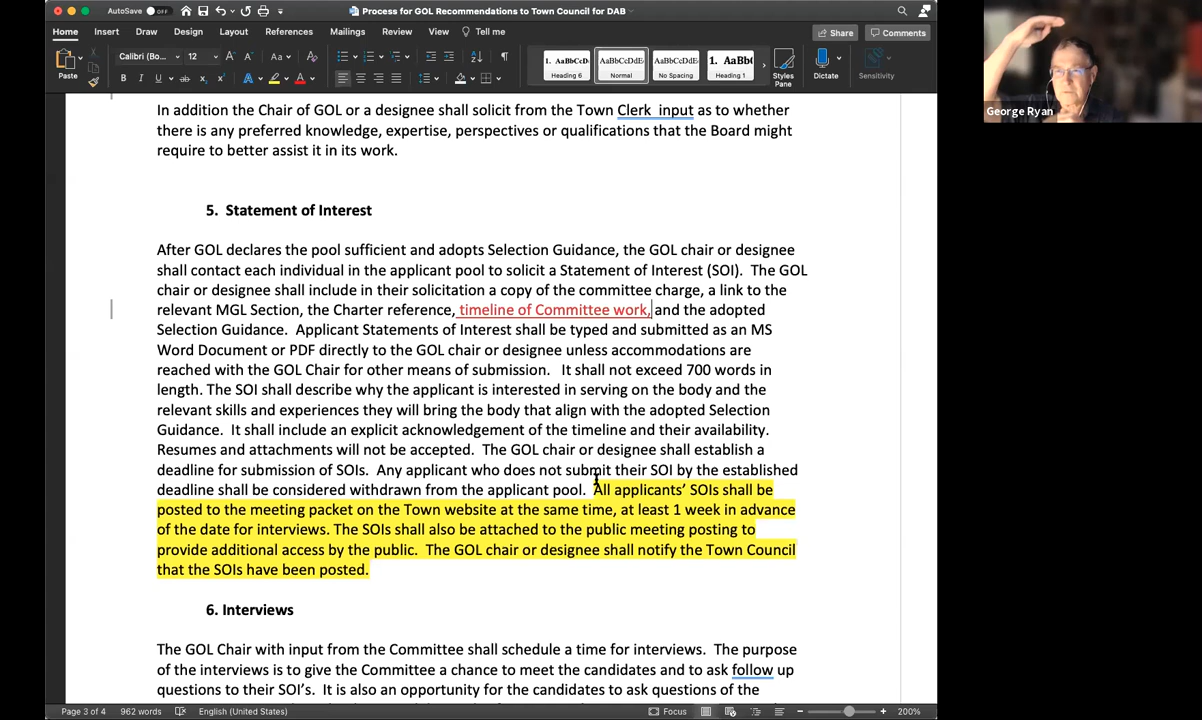 AutoSave OFF
Process for GOL Recommendations to Town Council for DAB
Home Insert Draw Design Layout References Mailings Review View Tell me
Share Comments
Paste
Calibri (Bo... 12
Aa
B I U ab x x A A
AaBbCcDc AaBbCcDdEe AaBbCcDdEe AaBbC
Heading 6 Normal No Spacing Heading 1
Styles Pane
Dictate
Sensitivity
In addition the Chair of GOL or a designee shall solicit from the Town Clerk  input as to whether
there is any preferred knowledge, expertise, perspectives or qualifications that the Board might
require to better assist it in its work.
5.  Statement of Interest
After GOL declares the pool sufficient and adopts Selection Guidance, the GOL chair or designee
shall contact each individual in the applicant pool to solicit a Statement of Interest (SOI).  The GOL
chair or designee shall include in their solicitation a copy of the committee charge, a link to the
relevant MGL Section, the Charter reference, timeline of Committee work, and the adopted
Selection Guidance.  Applicant Statements of Interest shall be typed and submitted as an MS
Word Document or PDF directly to the GOL chair or designee unless accommodations are
reached with the GOL Chair for other means of submission.   It shall not exceed 700 words in
length. The SOI shall describe why the applicant is interested in serving on the body and the
relevant skills and experiences they will bring the body that align with the adopted Selection
Guidance.  It shall include an explicit acknowledgement of the timeline and their availability.
Resumes and attachments will not be accepted.  The GOL chair or designee shall establish a
deadline for submission of SOIs.  Any applicant who does not submit their SOI by the established
deadline shall be considered withdrawn from the applicant pool.  All applicants’ SOIs shall be
posted to the meeting packet on the Town website at the same time, at least 1 week in advance
of the date for interviews. The SOIs shall also be attached to the public meeting posting to
provide additional access by the public.  The GOL chair or designee shall notify the Town Council
that the SOIs have been posted.
6. Interviews
The GOL Chair with input from the Committee shall schedule a time for interviews.  The purpose
of the interviews is to give the Committee a chance to meet the candidates and to ask follow up
questions to their SOI’s.  It is also an opportunity for the candidates to ask questions of the
Page 3 of 4 962 words English (United States) Focus 200%
George Ryan